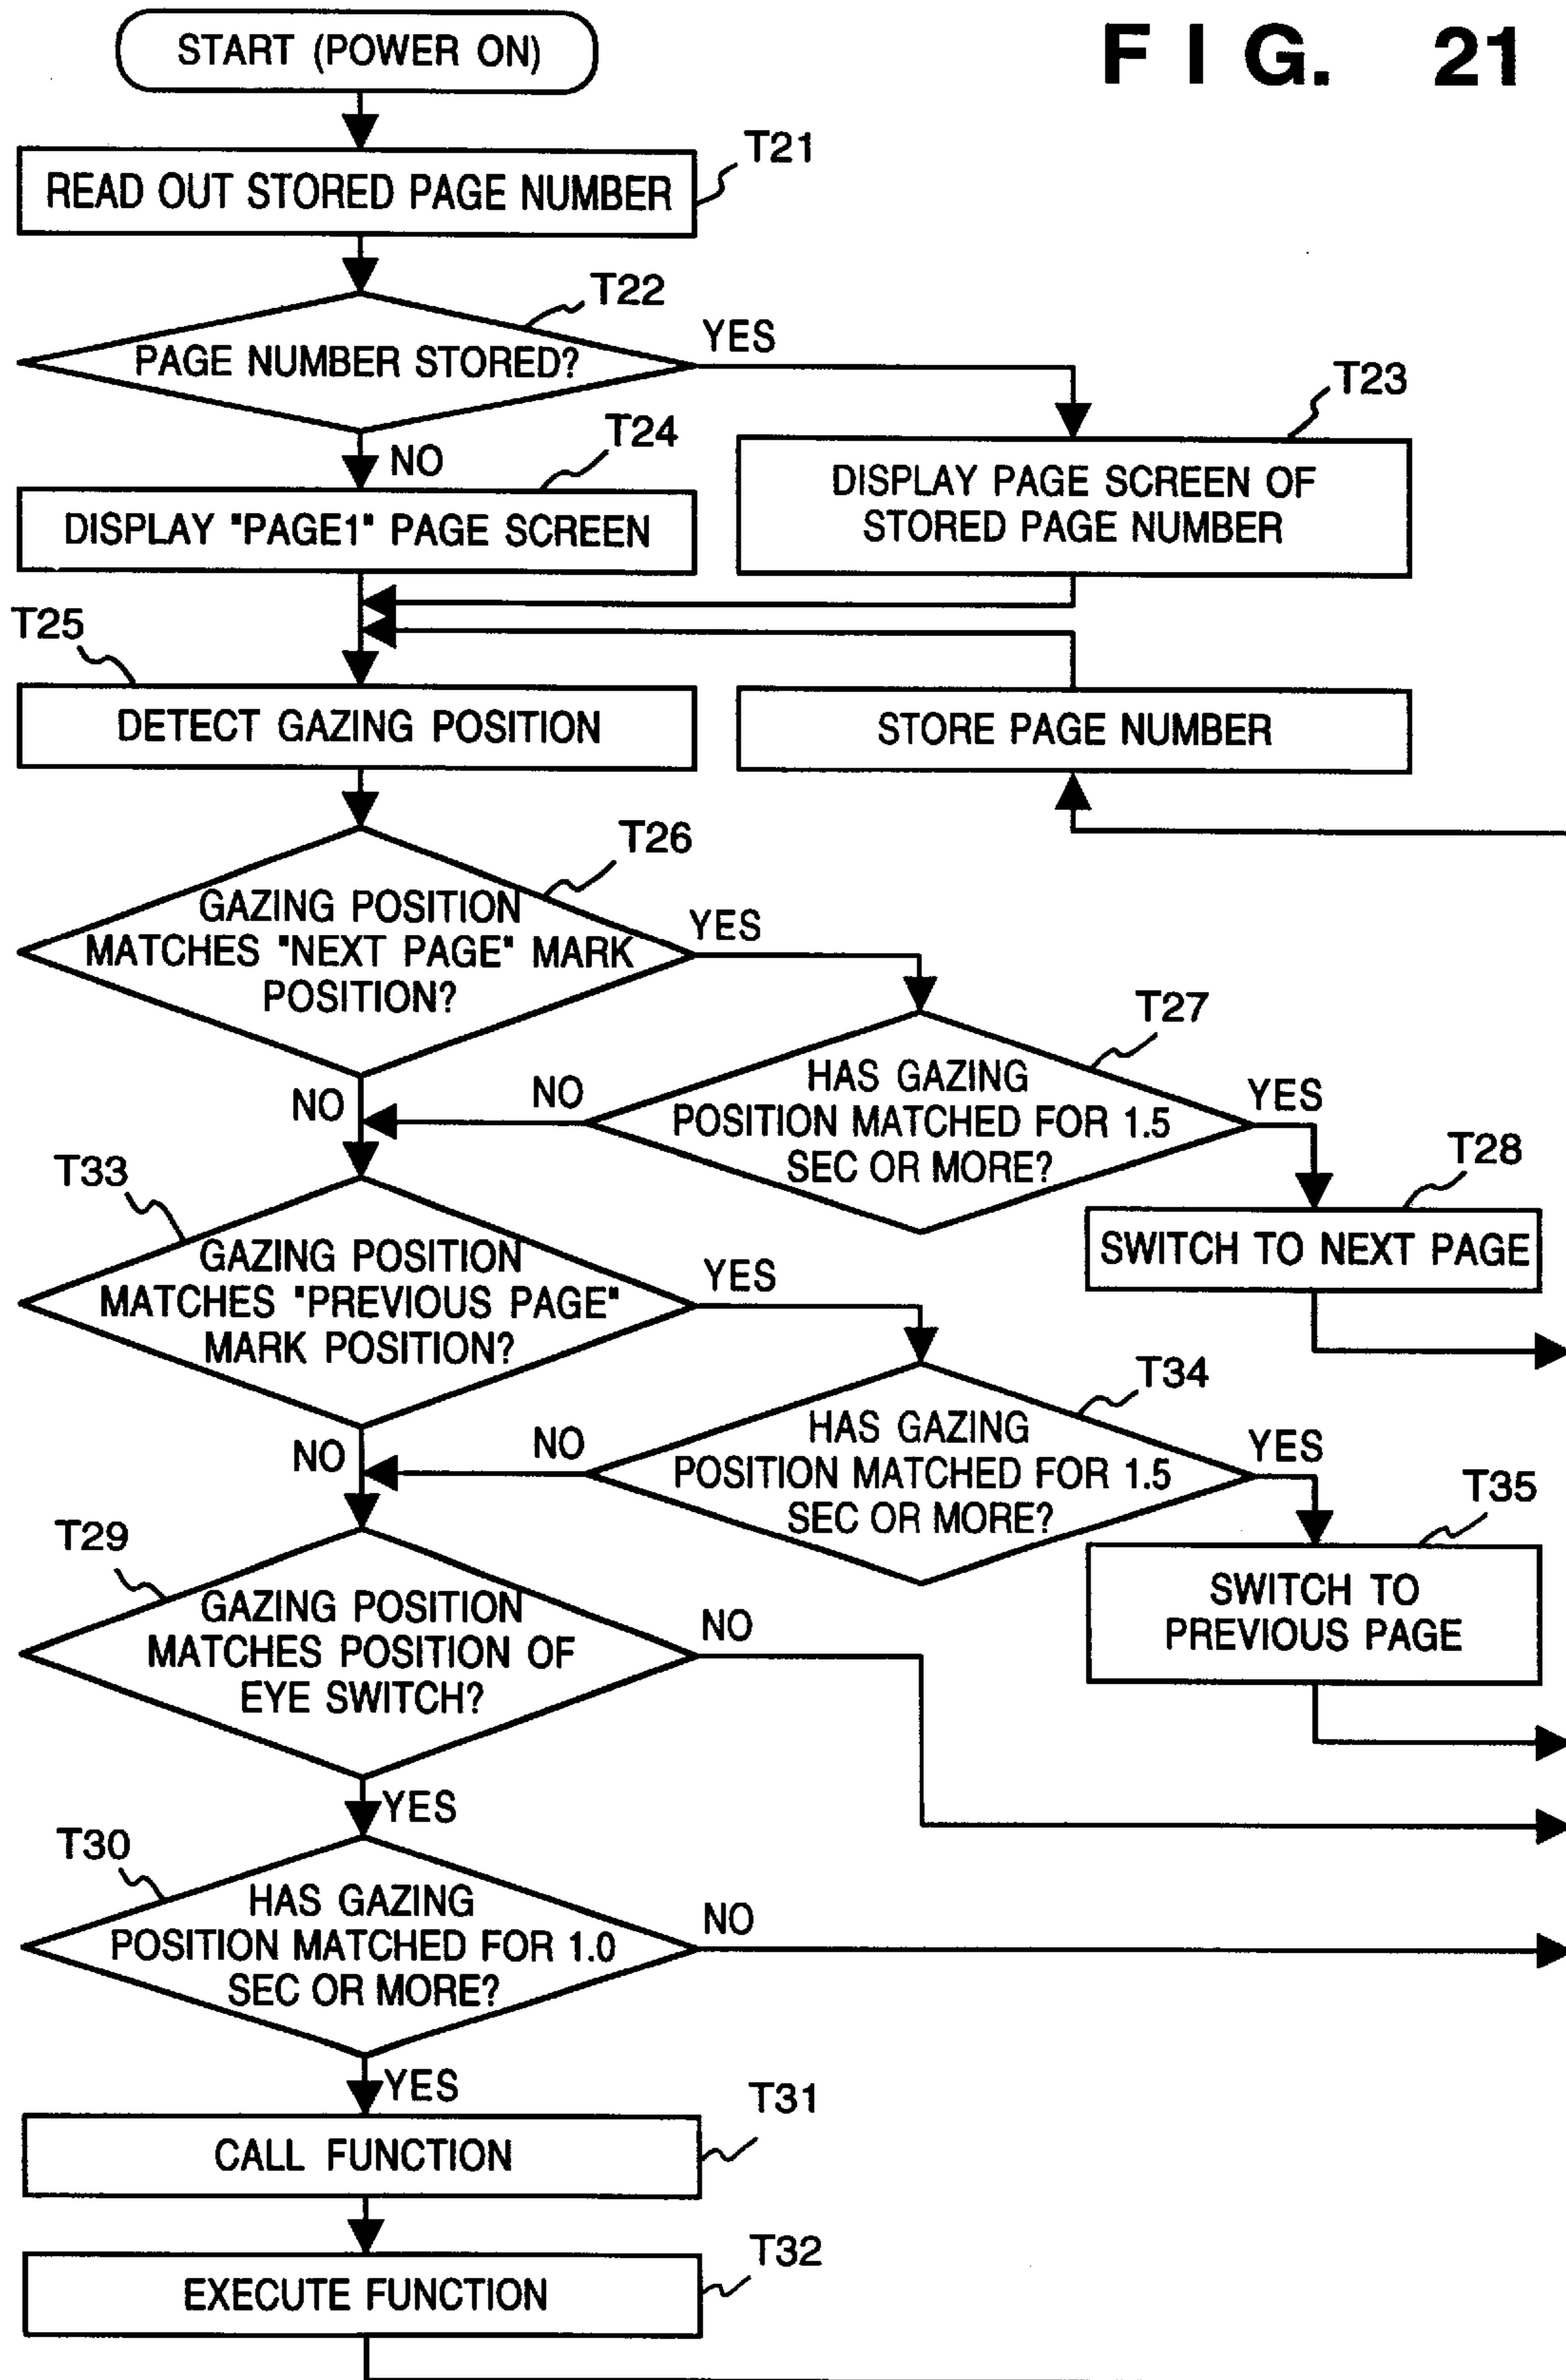 FIG. 21
START (POWER ON)
T21
READ OUT STORED PAGE NUMBER
T22
PAGE NUMBER STORED?
YES
NO
T23
DISPLAY PAGE SCREEN OF
STORED PAGE NUMBER
T24
DISPLAY "PAGE1" PAGE SCREEN
T25
DETECT GAZING POSITION
STORE PAGE NUMBER
T26
GAZING POSITION
MATCHES "NEXT PAGE" MARK
POSITION?
YES
NO
T27
HAS GAZING
POSITION MATCHED FOR 1.5
SEC OR MORE?
NO
YES
T28
SWITCH TO NEXT PAGE
T33
GAZING POSITION
MATCHES "PREVIOUS PAGE"
MARK POSITION?
YES
NO
T34
HAS GAZING
POSITION MATCHED FOR 1.5
SEC OR MORE?
NO
YES
T35
SWITCH TO
PREVIOUS PAGE
T29
GAZING POSITION
MATCHES POSITION OF
EYE SWITCH?
NO
YES
T30
HAS GAZING
POSITION MATCHED FOR 1.0
SEC OR MORE?
NO
YES
T31
CALL FUNCTION
T32
EXECUTE FUNCTION